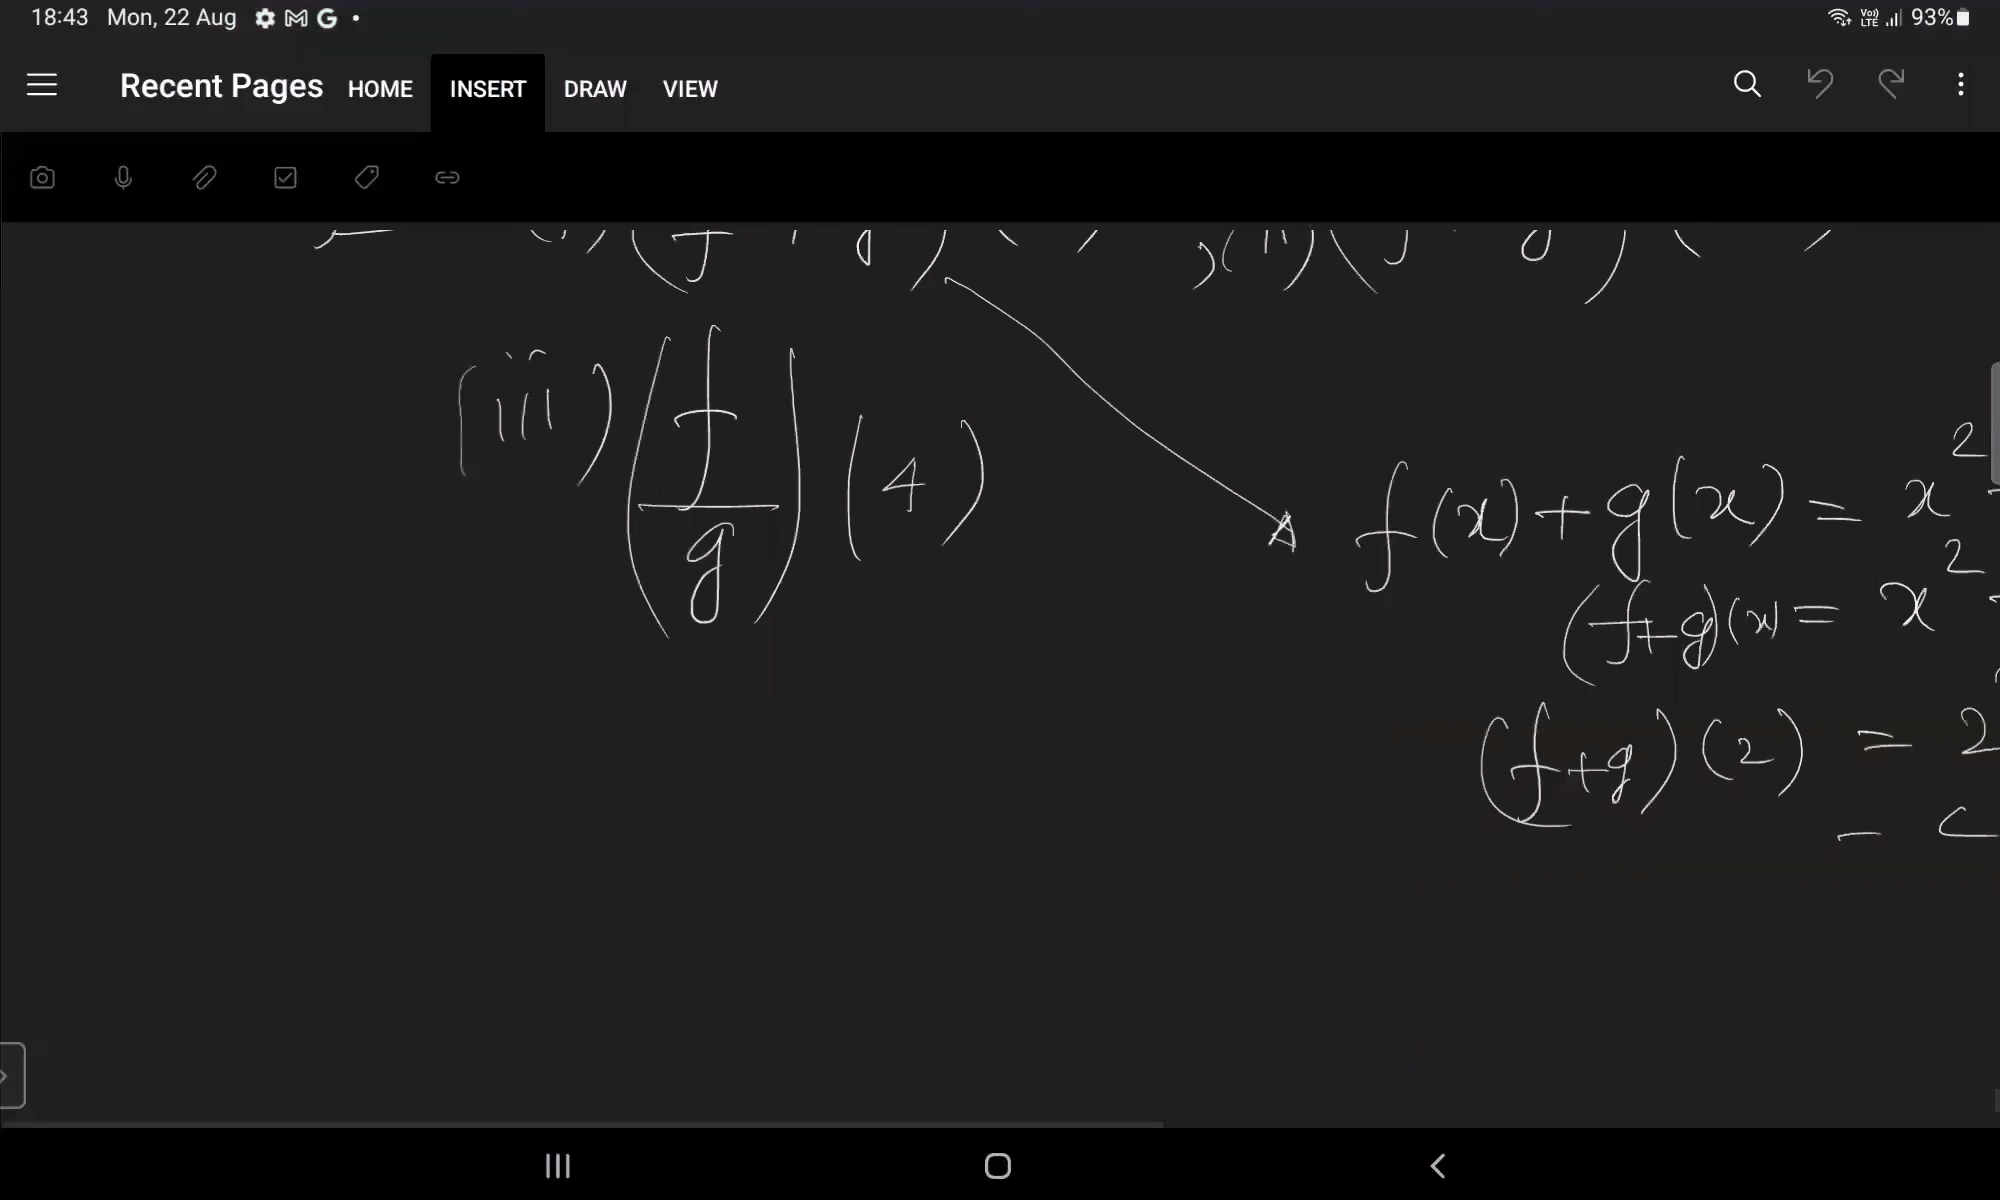 18:43 Mon, 22 Aug 93%
Recent Pages HOME INSERT DRAW VIEW
(iii) (f/g) (4)
f(x)+g(x) = x²
(f+g)(x) = x²
(f+g)(2) = 2